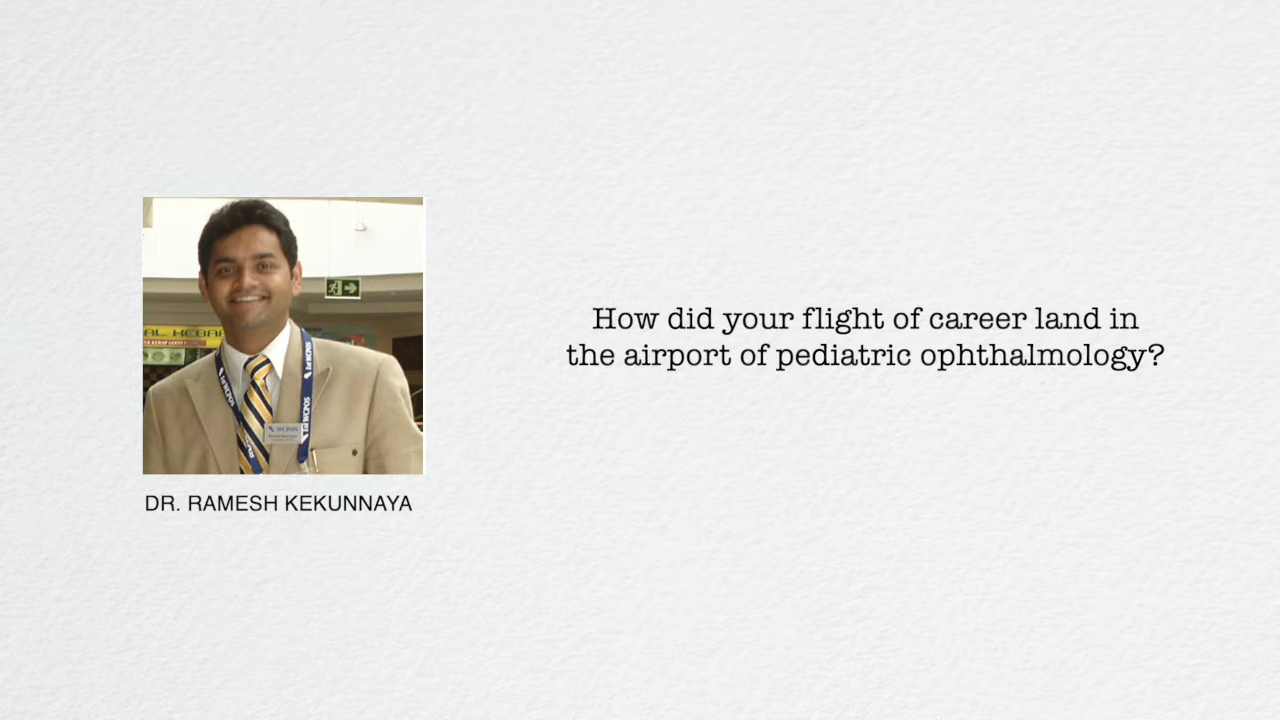 How did your flight of career land in
the airport of pediatric ophthalmology?
DR. RAMESH KEKUNNAYA